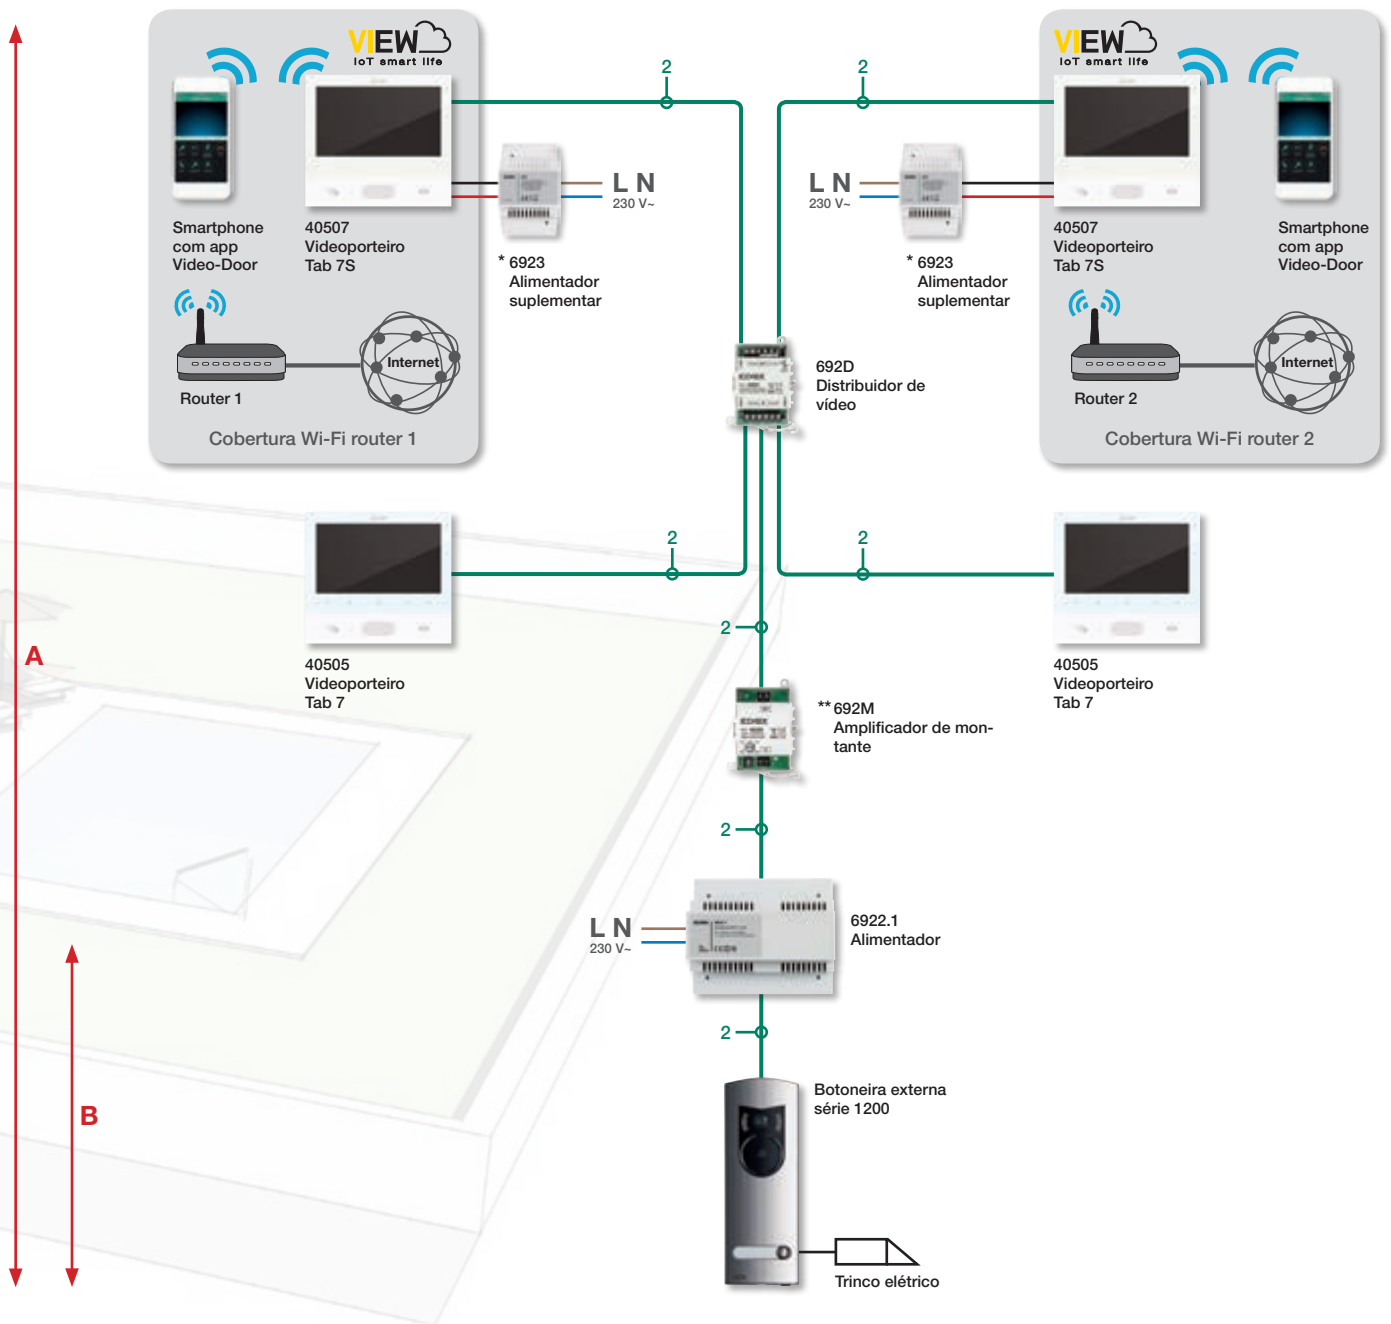 VIEW
IoT smart life
Smartphone
com app
Video-Door
40507
Videoporteiro
Tab 7S
* 6923
Alimentador
suplementar
L N
230 V~
2
Router 1
Internet
Cobertura Wi-Fi router 1
VIEW
IoT smart life
2
L N
230 V~
* 6923
Alimentador
suplementar
40507
Videoporteiro
Tab 7S
Smartphone
com app
Video-Door
Router 2
Internet
Cobertura Wi-Fi router 2
692D
Distribuidor de
vídeo
2
2
40505
Videoporteiro
Tab 7
40505
Videoporteiro
Tab 7
2
A
** 692M
Amplificador de mon-
tante
2
L N
230 V~
6922.1
Alimentador
2
B
Botoneira externa
série 1200
Trinco elétrico